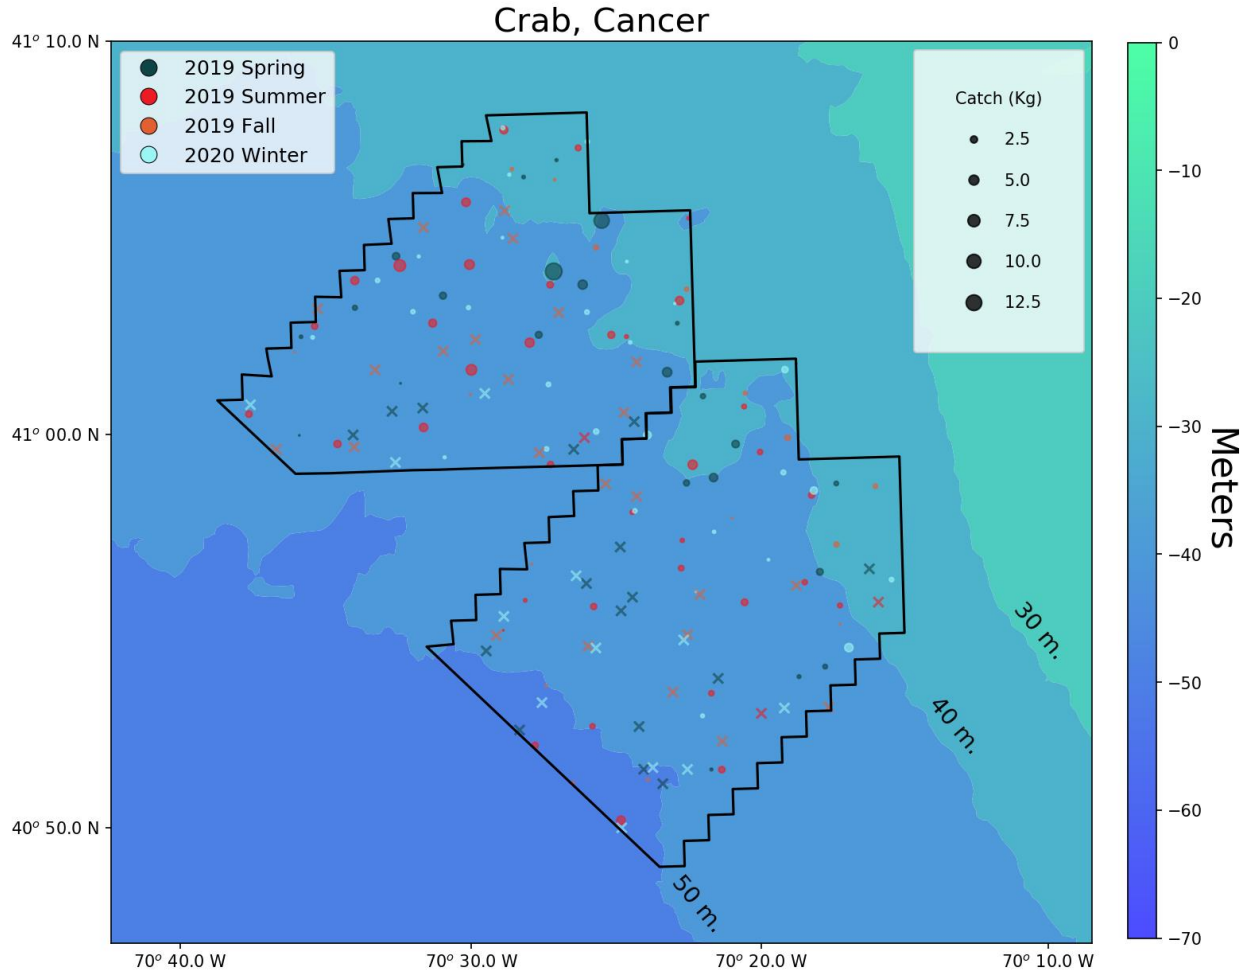 Crab, Cancer
41° 10.0 N
41° 00.0 N
40° 50.0 N
2019 Spring
2019 Summer
2019 Fall
2020 Winter
Catch (Kg)
2.5
5.0
7.5
10.0
12.5
30 m.
40 m.
50 m.
70° 40.0 W
70° 30.0 W
70° 20.0 W
70° 10.0 W
0
−10
−20
−30
−40
−50
−60
−70
Meters